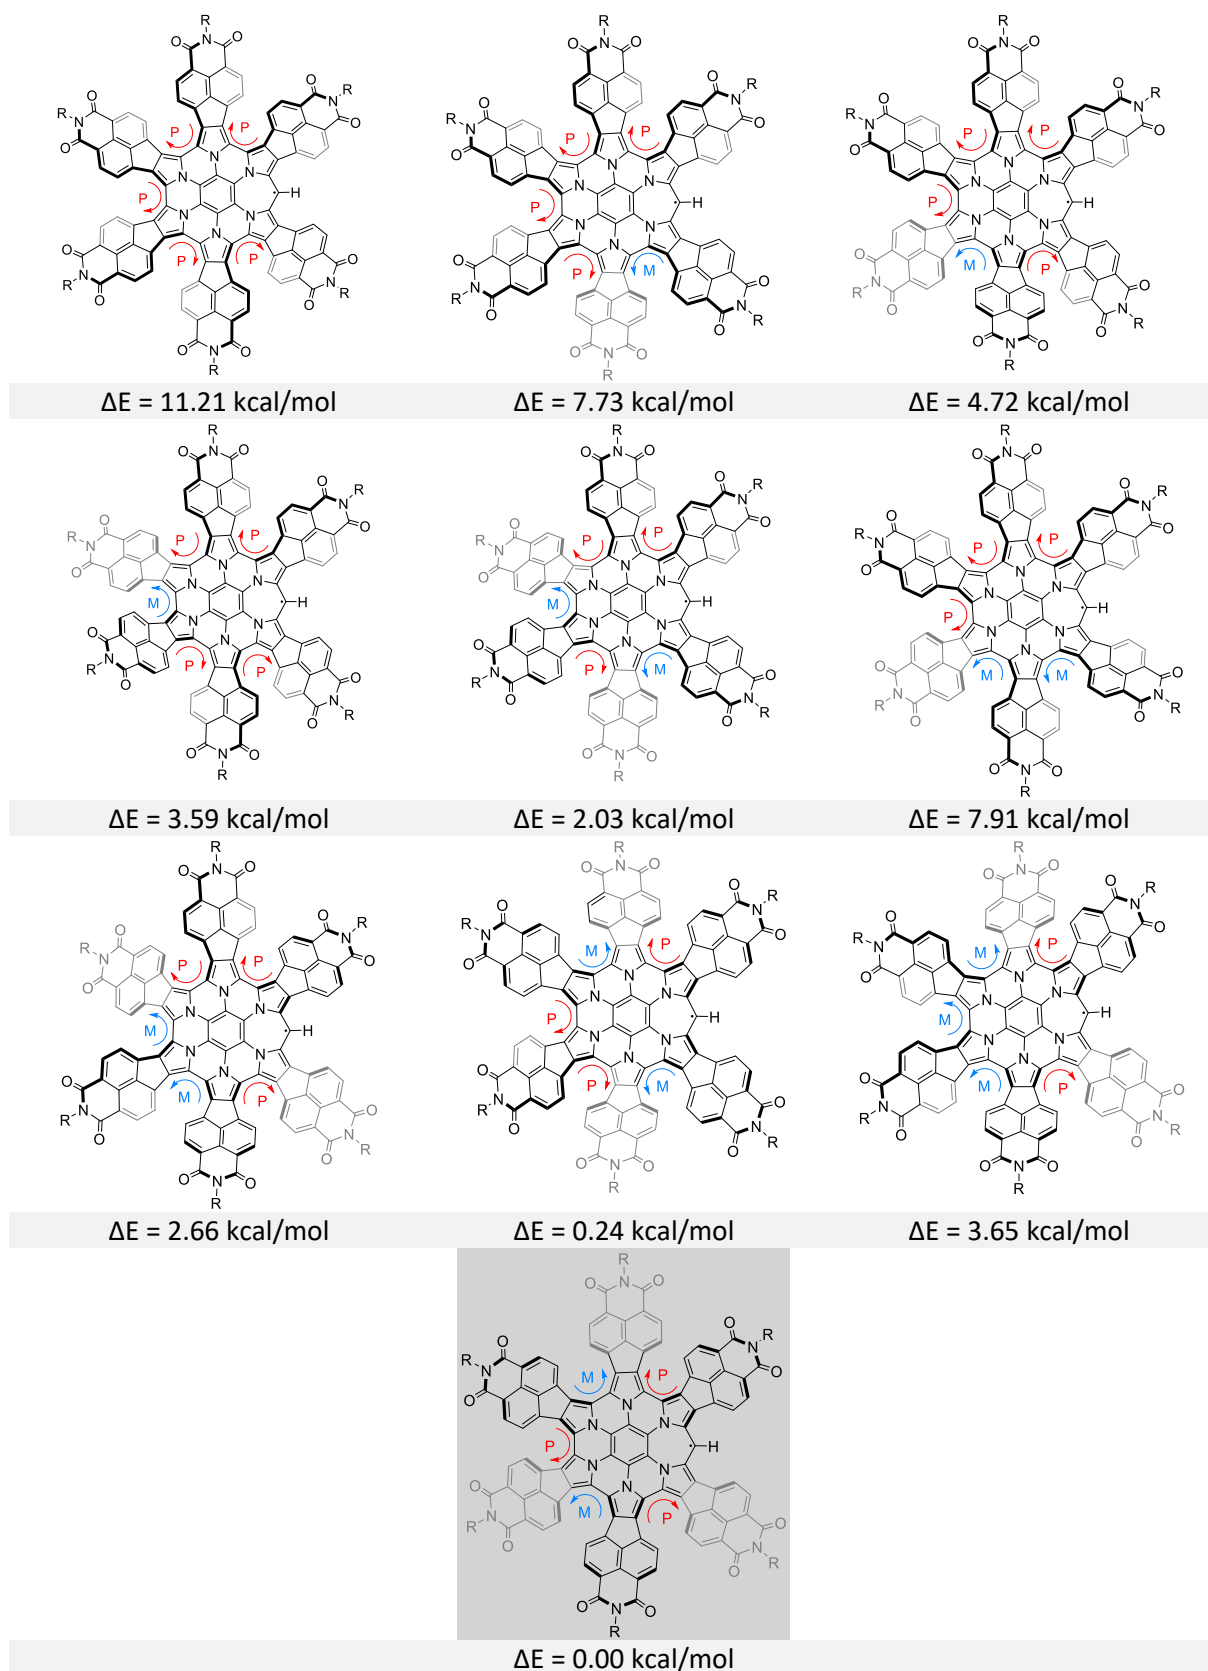 R
O N O
O O
R N N R
O O
P P
N
N N
P H
N N
N
P P
O O
N N
R O O R
O N O
R
ΔE = 11.21 kcal/mol
R
O N O
O O
R N N R
O O
P P
N
N N
P H
N N
N
P M
O O
N N
R O O R
O N O
R
ΔE = 7.73 kcal/mol
R
O N O
O O
R N N R
O O
P P
N
N N
P H
N N
N
M P
O O
N N
R O O R
O N O
R
ΔE = 4.72 kcal/mol
R
O N O
O O
R N N R
O O
P P
N
N N
M H
N N
N
P P
O O
N N
R O O R
O N O
R
ΔE = 3.59 kcal/mol
R
O N O
O O
R N N R
O O
P P
N
N N
M H
N N
N
P M
O O
N N
R O O R
O N O
R
ΔE = 2.03 kcal/mol
R
O N O
O O
R N N R
O O
P P
N
N N
P H
N N
N
M M
O O
N N
R O O R
O N O
R
ΔE = 7.91 kcal/mol
R
O N O
O O
R N N R
O O
P P
N
N N
M H
N N
N
M P
O O
N N
R O O R
O N O
R
ΔE = 2.66 kcal/mol
R
O N O
O O
R N N R
O O
M P
N
N N
P H
N N
N
P M
O O
N N
R O O R
O N O
R
ΔE = 0.24 kcal/mol
R
O N O
O O
R N N R
O O
M P
N
N N
M H
N N
N
M P
O O
N N
R O O R
O N O
R
ΔE = 3.65 kcal/mol
R
O N O
O O
R N N R
O O
M P
N
N N
P H
N N
N
M P
O O
N N
R O O R
O N O
R
ΔE = 0.00 kcal/mol